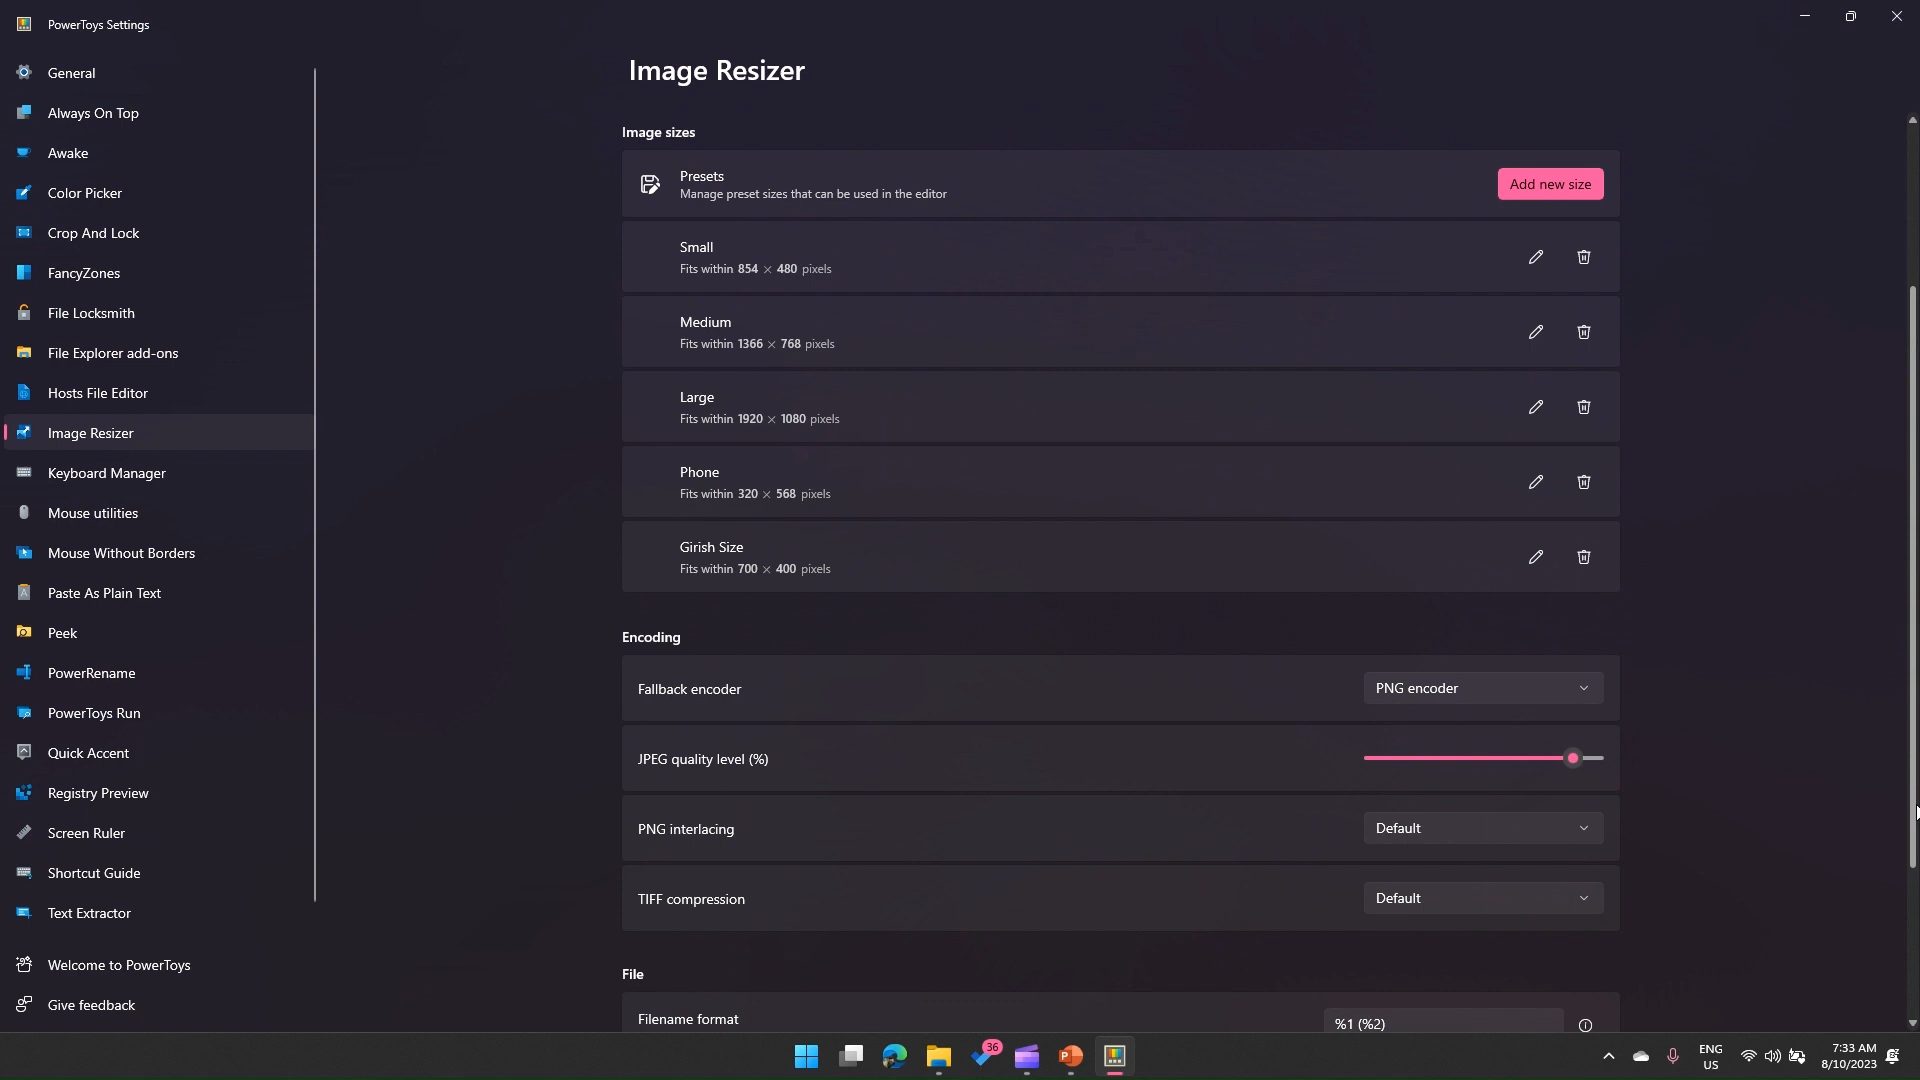 PowerToys Settings
General
Always On Top
Awake
Color Picker
Crop And Lock
FancyZones
File Locksmith
File Explorer add-ons
Hosts File Editor
Image Resizer
Keyboard Manager
Mouse utilities
Mouse Without Borders
Paste As Plain Text
Peek
PowerRename
PowerToys Run
Quick Accent
Registry Preview
Screen Ruler
Shortcut Guide
Text Extractor
Welcome to PowerToys
Give feedback
Image Resizer
Image sizes
Presets
Manage preset sizes that can be used in the editor
Add new size
Small
Fits within 854 × 480 pixels
Medium
Fits within 1366 × 768 pixels
Large
Fits within 1920 × 1080 pixels
Phone
Fits within 320 × 568 pixels
Girish Size
Fits within 700 × 400 pixels
Encoding
Fallback encoder
PNG encoder
JPEG quality level (%)
PNG interlacing
Default
TIFF compression
Default
File
Filename format
%1 (%2)
36
ENG
US
7:33 AM
8/10/2023